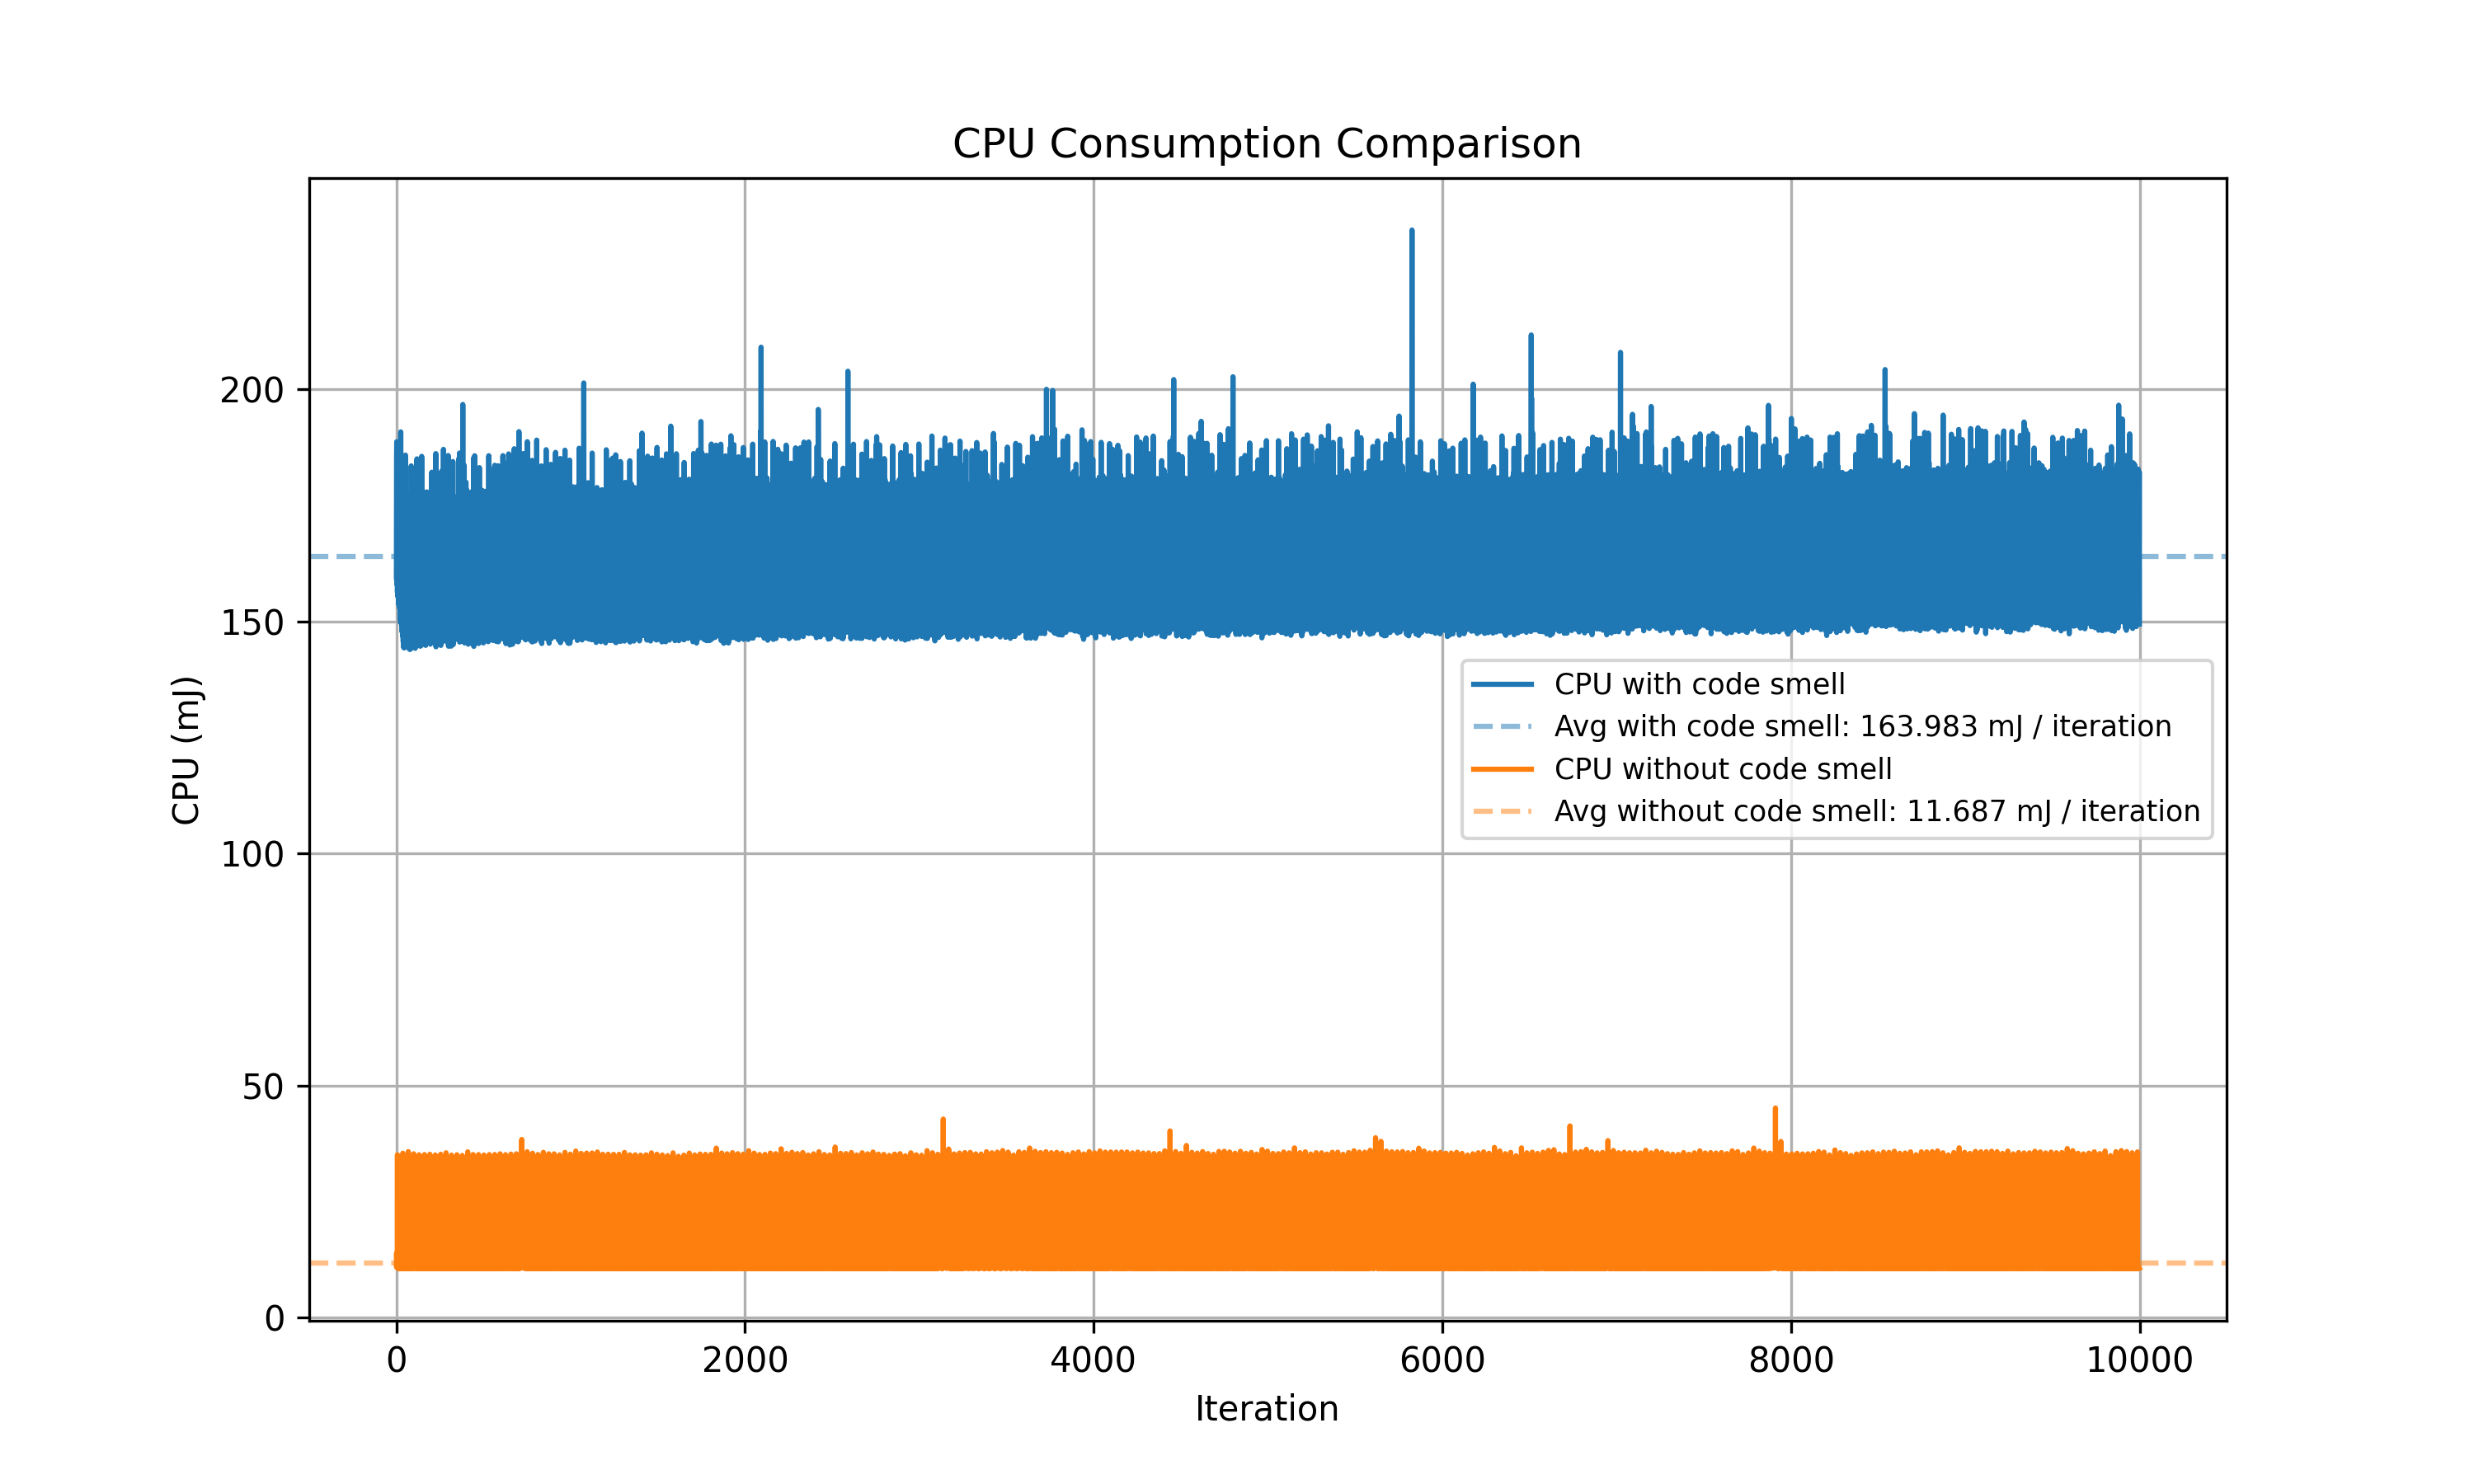 CPU Consumption Comparison
200
150
100
50
0
CPU (mJ)
CPU with code smell
Avg with code smell: 163.983 mJ / iteration
CPU without code smell
Avg without code smell: 11.687 mJ / iteration
0 2000 4000 6000 8000 10000
Iteration